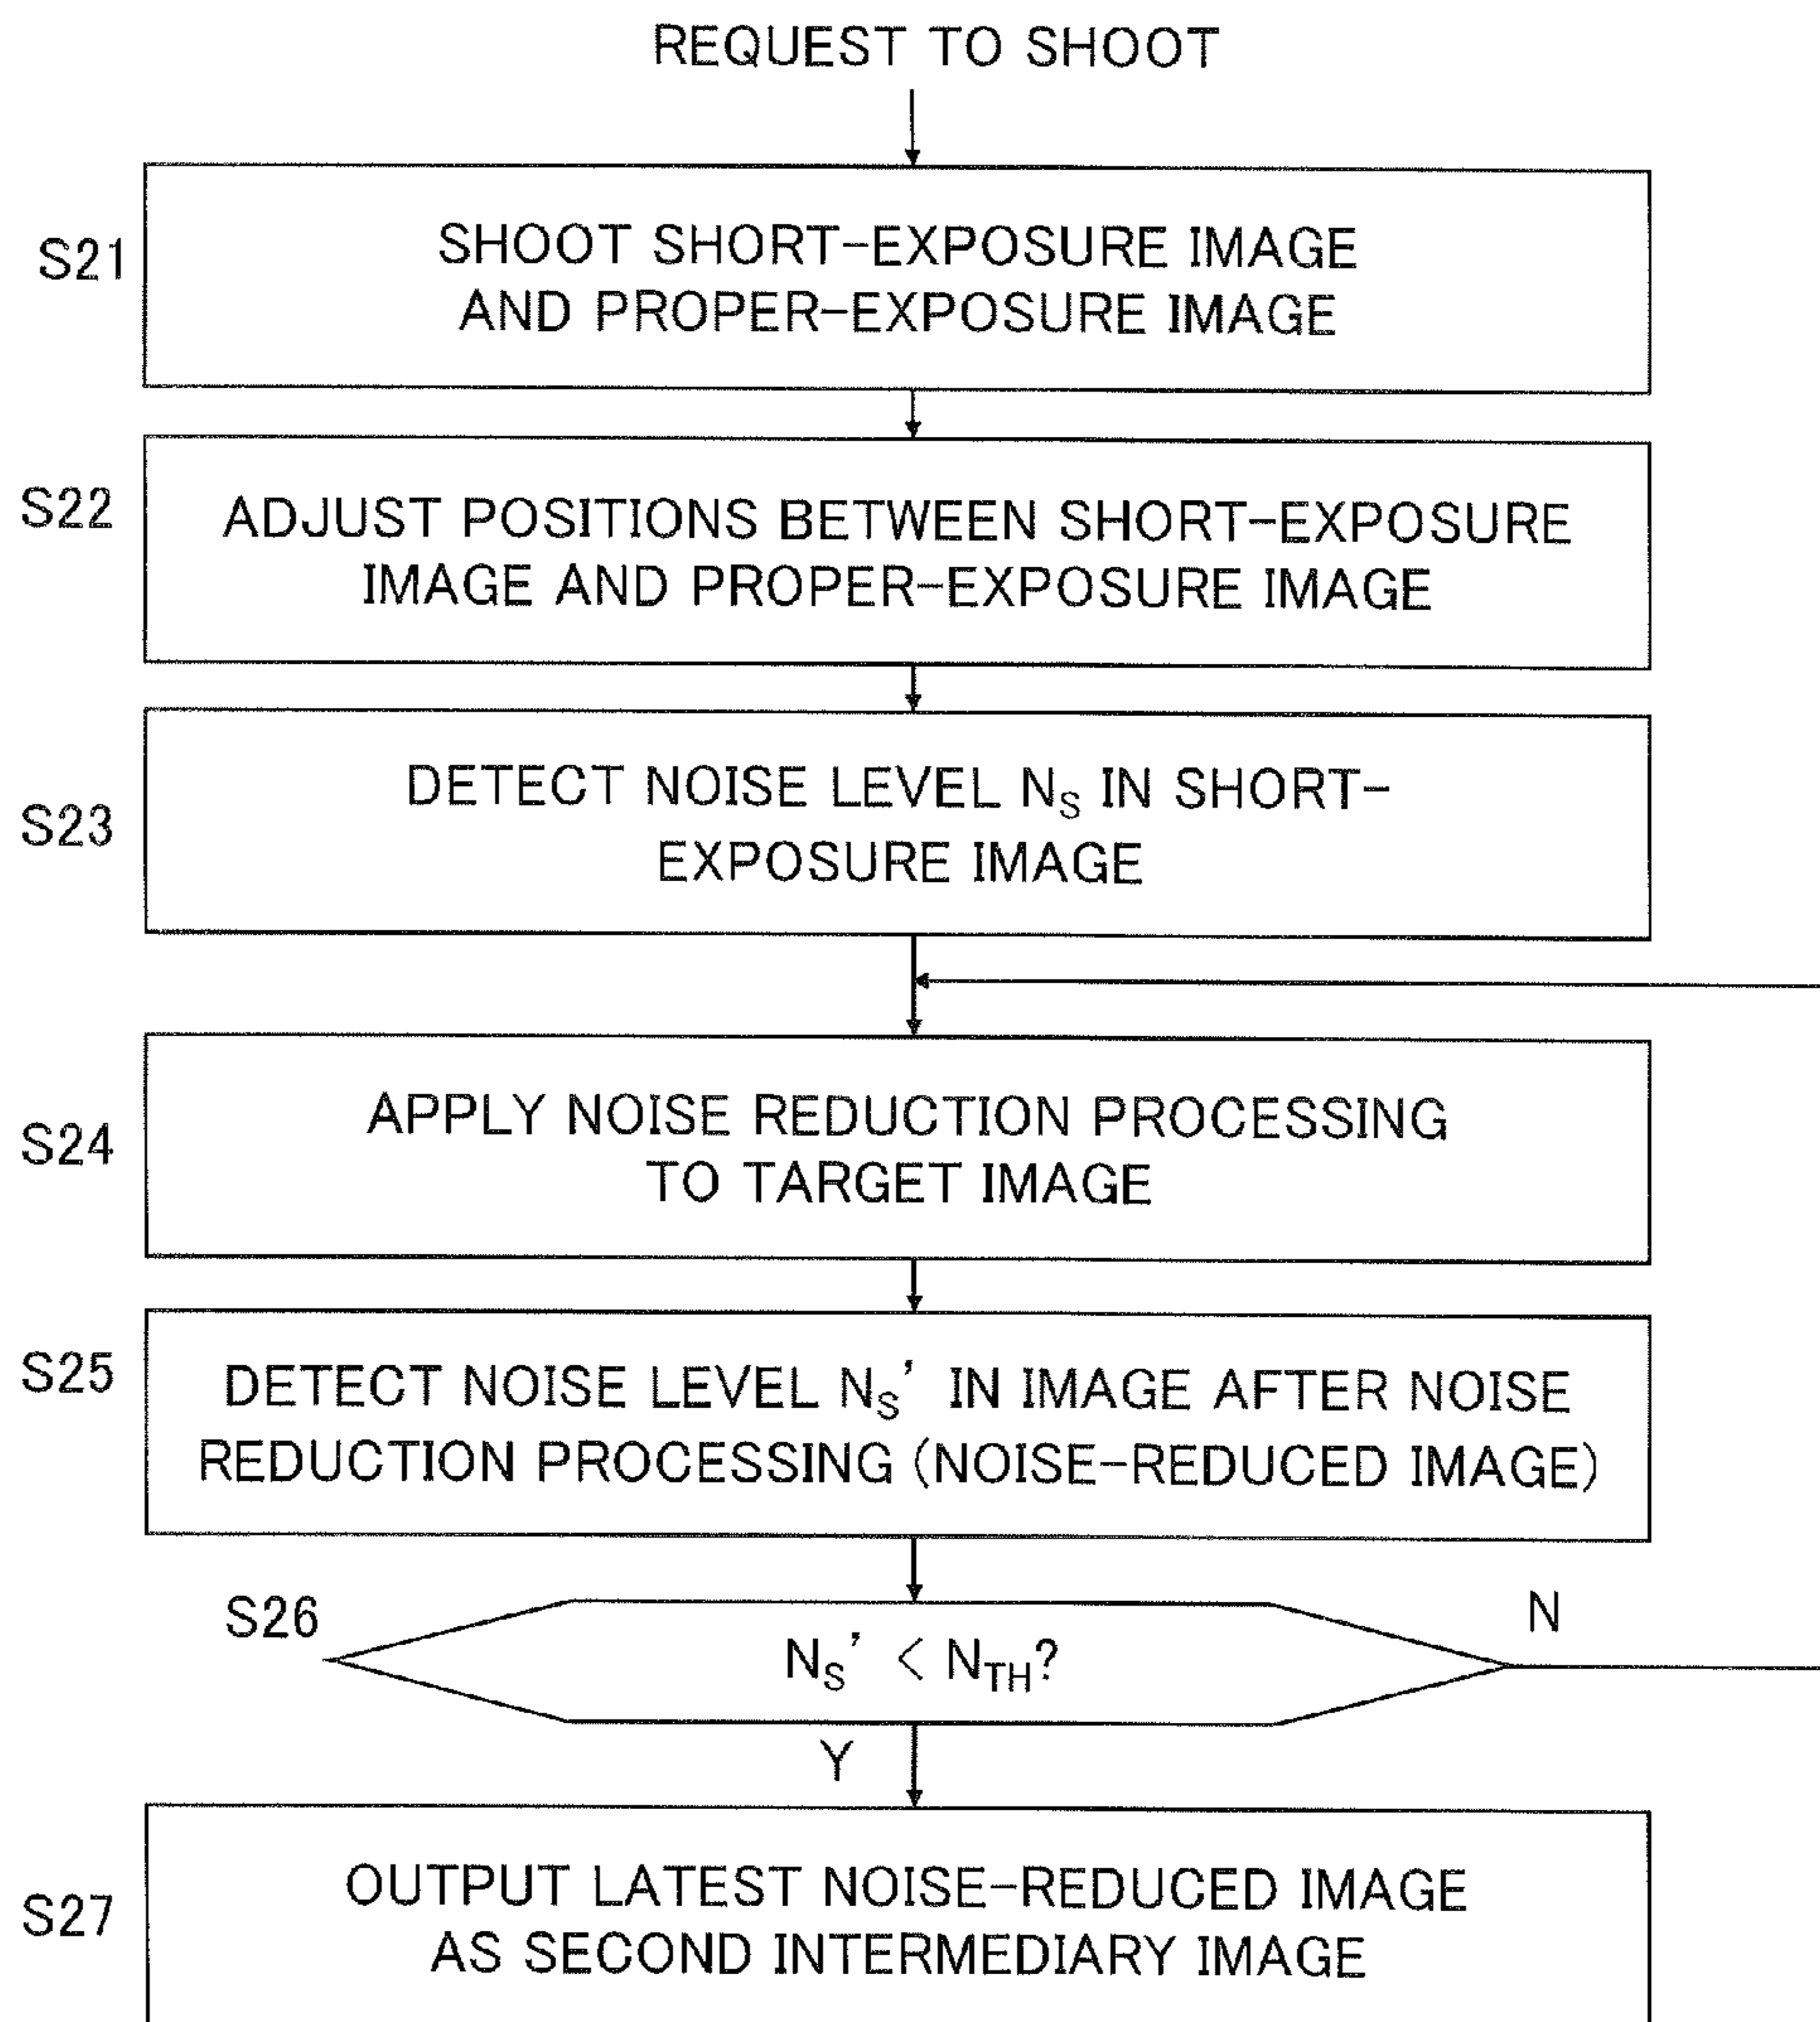 REQUEST TO SHOOT
S21
SHOOT SHORT-EXPOSURE IMAGE
AND PROPER-EXPOSURE IMAGE
S22
ADJUST POSITIONS BETWEEN SHORT-EXPOSURE
IMAGE AND PROPER-EXPOSURE IMAGE
S23
DETECT NOISE LEVEL NS IN SHORT-
EXPOSURE IMAGE
S24
APPLY NOISE REDUCTION PROCESSING
TO TARGET IMAGE
S25
DETECT NOISE LEVEL NS' IN IMAGE AFTER NOISE
REDUCTION PROCESSING (NOISE-REDUCED IMAGE)
S26
NS' < NTH?
N
Y
S27
OUTPUT LATEST NOISE-REDUCED IMAGE
AS SECOND INTERMEDIARY IMAGE